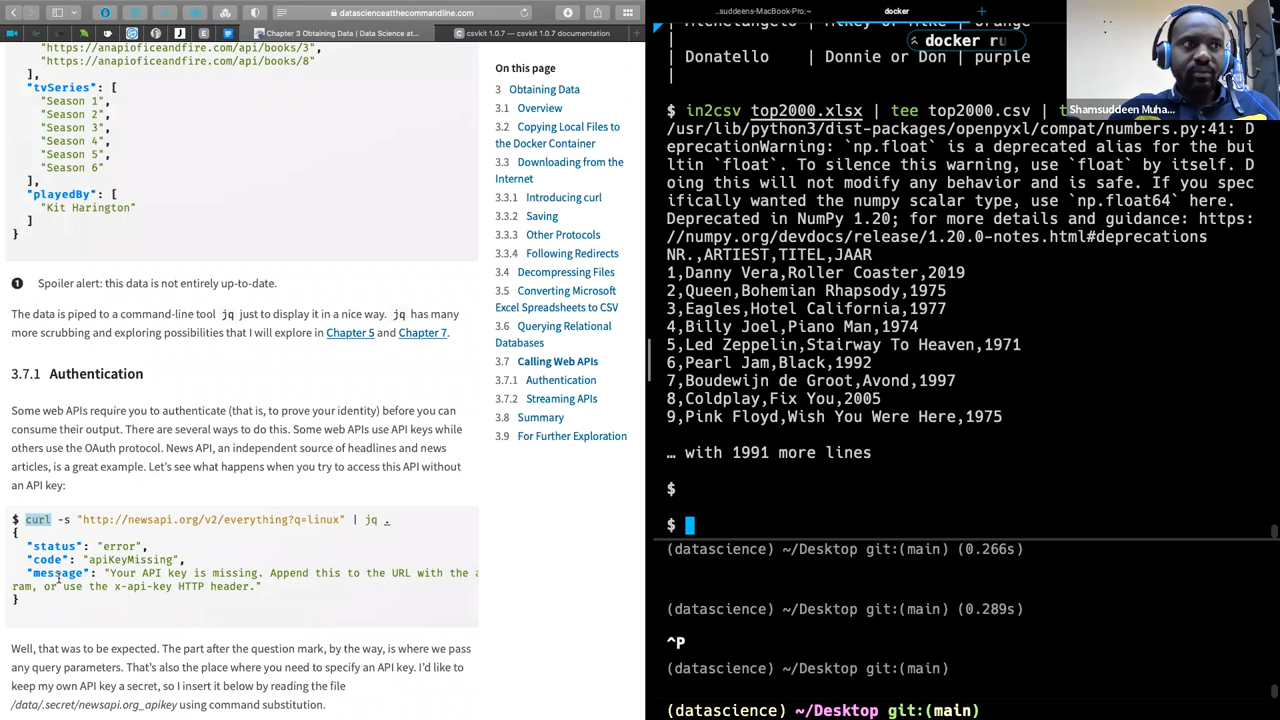 datascienceatthecommandline.com
Chapter 3 Obtaining Data | Data Science at...
csvkit 1.0.7 — csvkit 1.0.7 documentation
"https://anapioficeandfire.com/api/books/3",
"https://anapioficeandfire.com/api/books/8"
],
"tvSeries": [
"Season 1",
"Season 2",
"Season 3",
"Season 4",
"Season 5",
"Season 6"
],
"playedBy": [
"Kit Harington"
]
}
1 Spoiler alert: this data is not entirely up-to-date.
The data is piped to a command-line tool jq just to display it in a nice way. jq has many
more scrubbing and exploring possibilities that I will explore in Chapter 5 and Chapter 7.
3.7.1 Authentication
Some web APIs require you to authenticate (that is, to prove your identity) before you can
consume their output. There are several ways to do this. Some web APIs use API keys while
others use the OAuth protocol. News API, an independent source of headlines and news
articles, is a great example. Let's see what happens when you try to access this API without
an API key:
$ curl -s "http://newsapi.org/v2/everything?q=linux" | jq .
{
"status": "error",
"code": "apiKeyMissing",
"message": "Your API key is missing. Append this to the URL with the a
ram, or use the x-api-key HTTP header."
}
Well, that was to be expected. The part after the question mark, by the way, is where we pass
any query parameters. That's also the place where you need to specify an API key. I'd like to
keep my own API key a secret, so I insert it below by reading the file
/data/.secret/newsapi.org_apikey using command substitution.
On this page
3 Obtaining Data
3.1 Overview
3.2 Copying Local Files to
the Docker Container
3.3 Downloading from the
Internet
3.3.1 Introducing curl
3.3.2 Saving
3.3.3 Other Protocols
3.3.4 Following Redirects
3.4 Decompressing Files
3.5 Converting Microsoft
Excel Spreadsheets to CSV
3.6 Querying Relational
Databases
3.7 Calling Web APIs
3.7.1 Authentication
3.7.2 Streaming APIs
3.8 Summary
3.9 For Further Exploration
..suddeens-MacBook-Pro:~
docker
docker ru
|
| Donatello | Donnie or Don | purple
|
$ in2csv top2000.xlsx | tee top2000.csv | t
/usr/lib/python3/dist-packages/openpyxl/compat/numbers.py:41: D
eprecationWarning: `np.float` is a deprecated alias for the bui
ltin `float`. To silence this warning, use `float` by itself. D
oing this will not modify any behavior and is safe. If you spec
ifically wanted the numpy scalar type, use `np.float64` here.
Deprecated in NumPy 1.20; for more details and guidance: https:
//numpy.org/devdocs/release/1.20.0-notes.html#deprecations
NR.,ARTIEST,TITEL,JAAR
1,Danny Vera,Roller Coaster,2019
2,Queen,Bohemian Rhapsody,1975
3,Eagles,Hotel California,1977
4,Billy Joel,Piano Man,1974
5,Led Zeppelin,Stairway To Heaven,1971
6,Pearl Jam,Black,1992
7,Boudewijn de Groot,Avond,1997
8,Coldplay,Fix You,2005
9,Pink Floyd,Wish You Were Here,1975
… with 1991 more lines
$
$
(datascience) ~/Desktop git:(main) (0.266s)
(datascience) ~/Desktop git:(main) (0.289s)
^P
(datascience) ~/Desktop git:(main)
(datascience) ~/Desktop git:(main)
Shamsuddeen Muha...